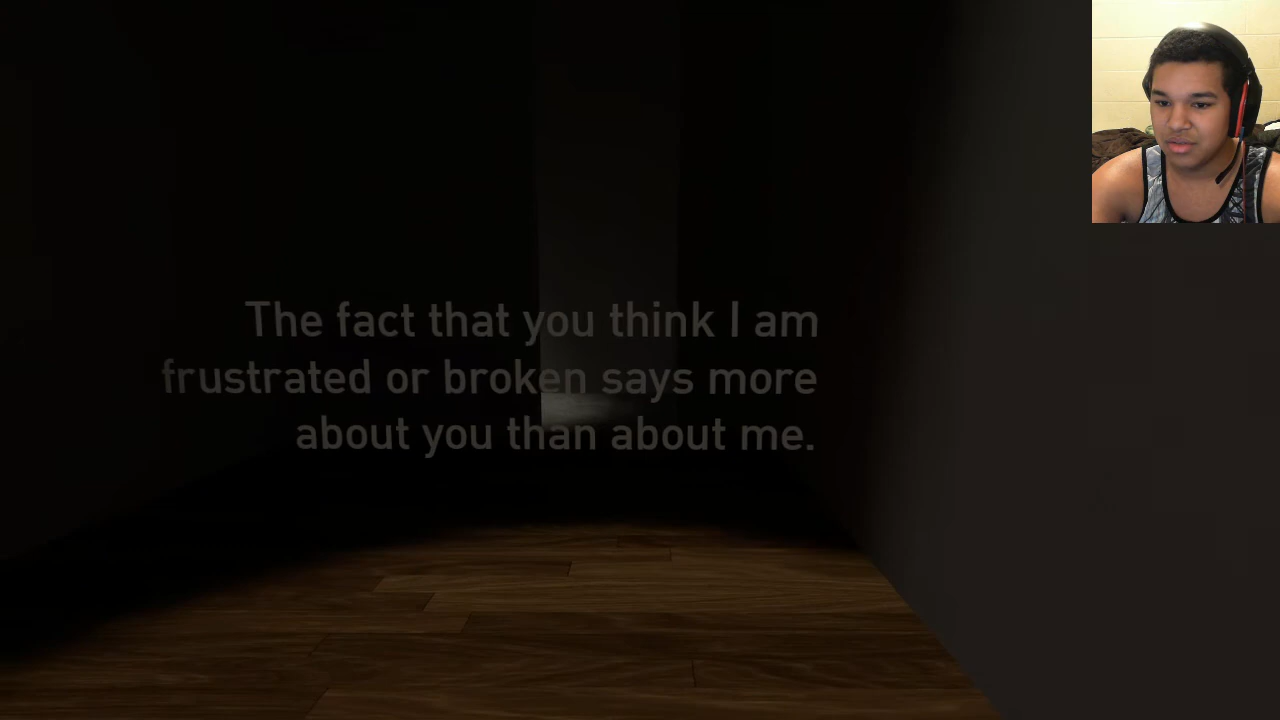 The fact that you think I am
frustrated or broken says more
about you than about me.